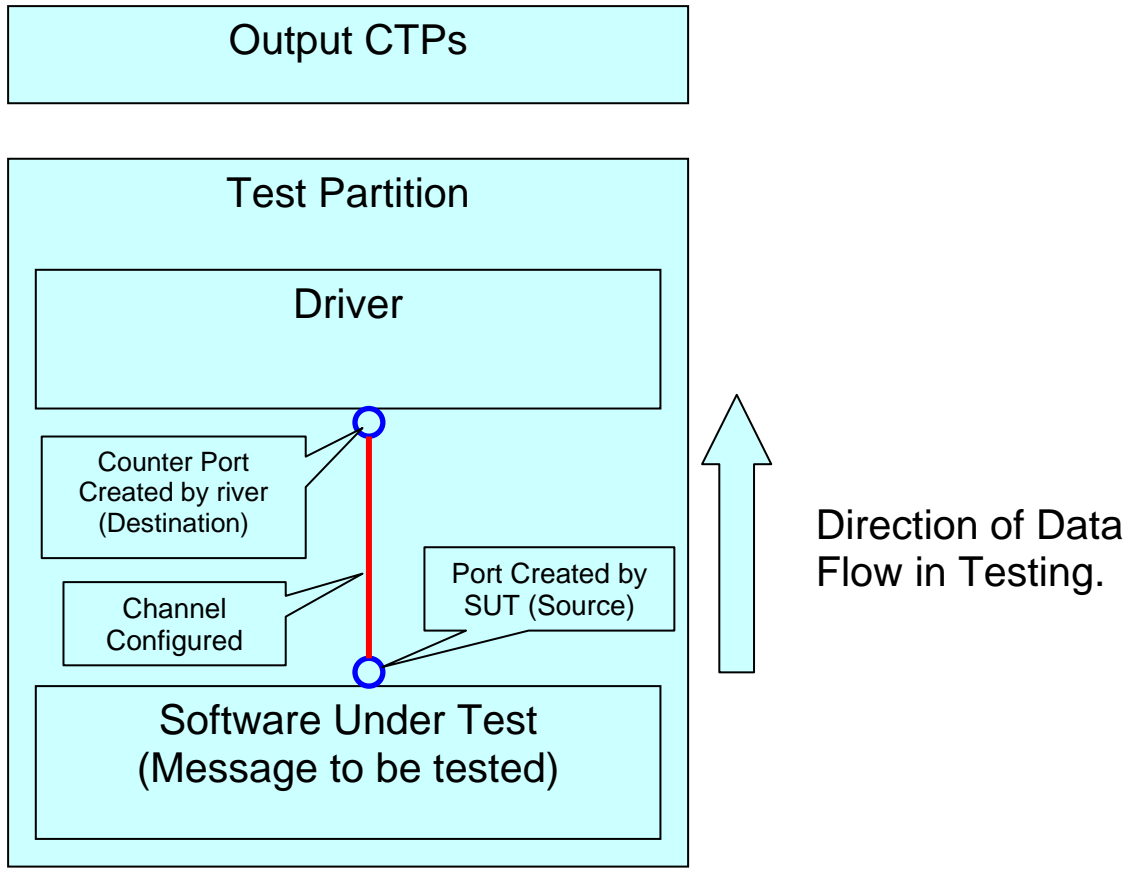 Output CTPs
Test Partition
Driver
Counter Port
Created by river
(Destination)
Channel
Configured
Port Created by
SUT (Source)
Software Under Test
(Message to be tested)
Direction of Data
Flow in Testing.